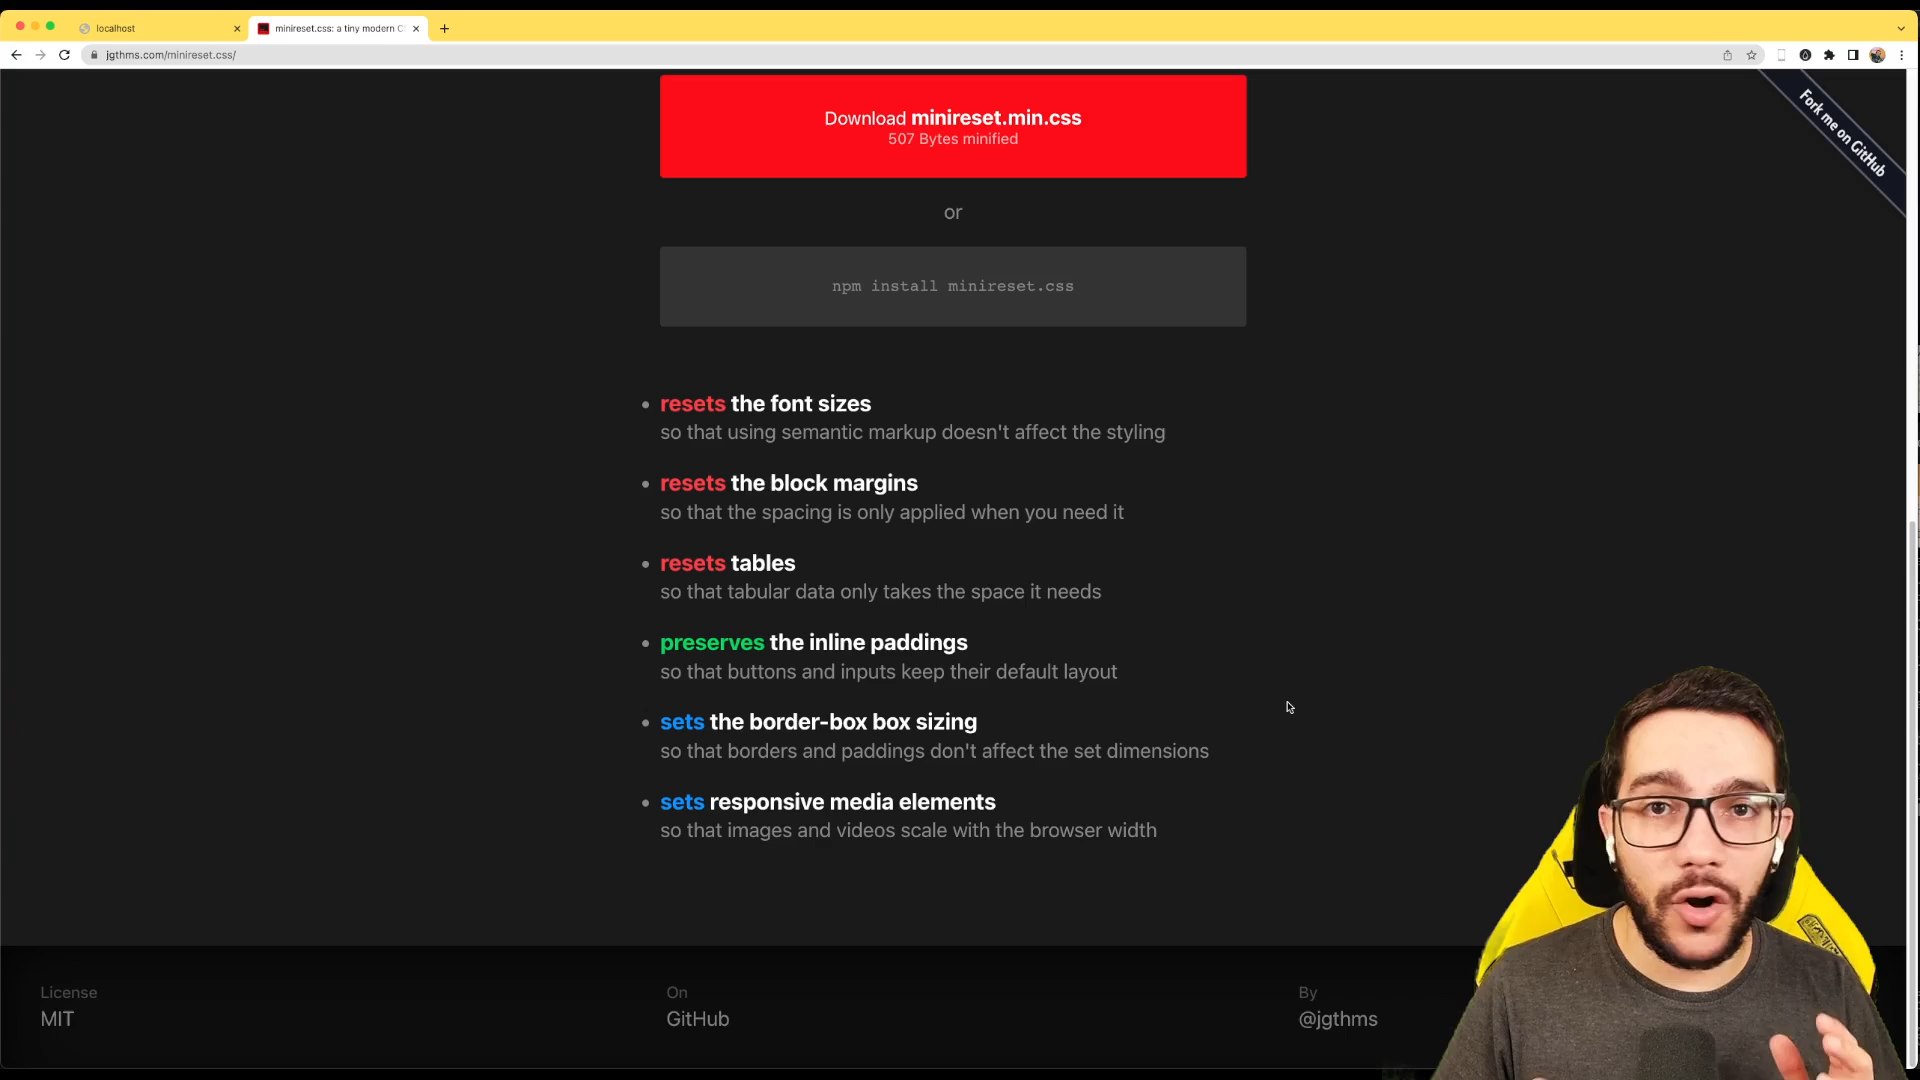 localhost
minireset.css: a tiny modern C
jgthms.com/minireset.css/
Fork me on GitHub
Download minireset.min.css
507 Bytes minified
or
npm install minireset.css
resets the font sizes
so that using semantic markup doesn't affect the styling
resets the block margins
so that the spacing is only applied when you need it
resets tables
so that tabular data only takes the space it needs
preserves the inline paddings
so that buttons and inputs keep their default layout
sets the border-box box sizing
so that borders and paddings don't affect the set dimensions
sets responsive media elements
so that images and videos scale with the browser width
License
MIT
On
GitHub
By
@jgthms